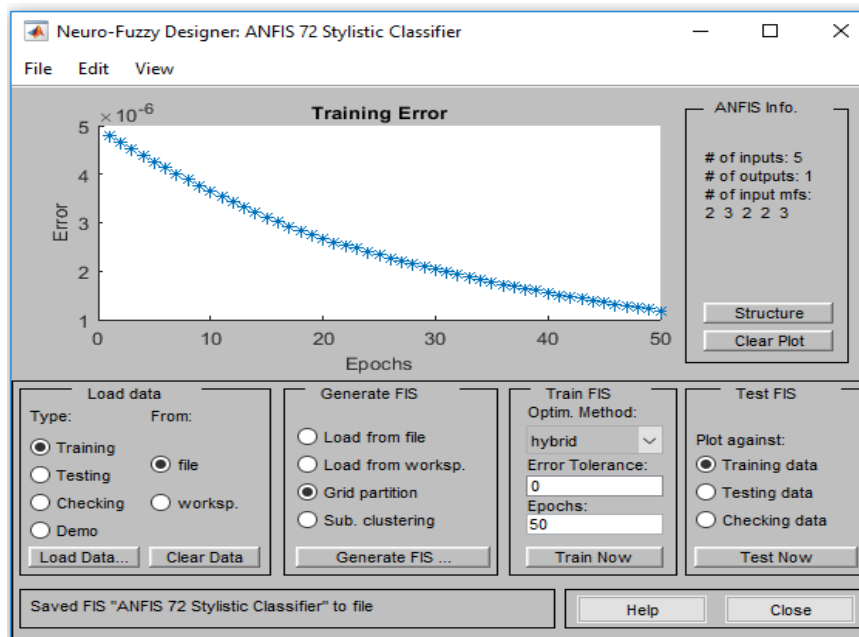 Neuro-Fuzzy Designer: ANFIS 72 Stylistic Classifier
File Edit View
× 10⁻⁶
Training Error
5
4
3
2
1
Error
0 10 20 30 40 50
Epochs
ANFIS Info.
# of inputs: 5
# of outputs: 1
# of input mfs:
2 3 2 2 3
Structure
Clear Plot
Load data
Type: From:
Training
Testing
Checking
Demo
file
worksp.
Load Data... Clear Data
Generate FIS
Load from file
Load from worksp.
Grid partition
Sub. clustering
Generate FIS ...
Train FIS
Optim. Method:
hybrid
Error Tolerance:
0
Epochs:
50
Train Now
Test FIS
Plot against:
Training data
Testing data
Checking data
Test Now
Saved FIS "ANFIS 72 Stylistic Classifier" to file
Help Close